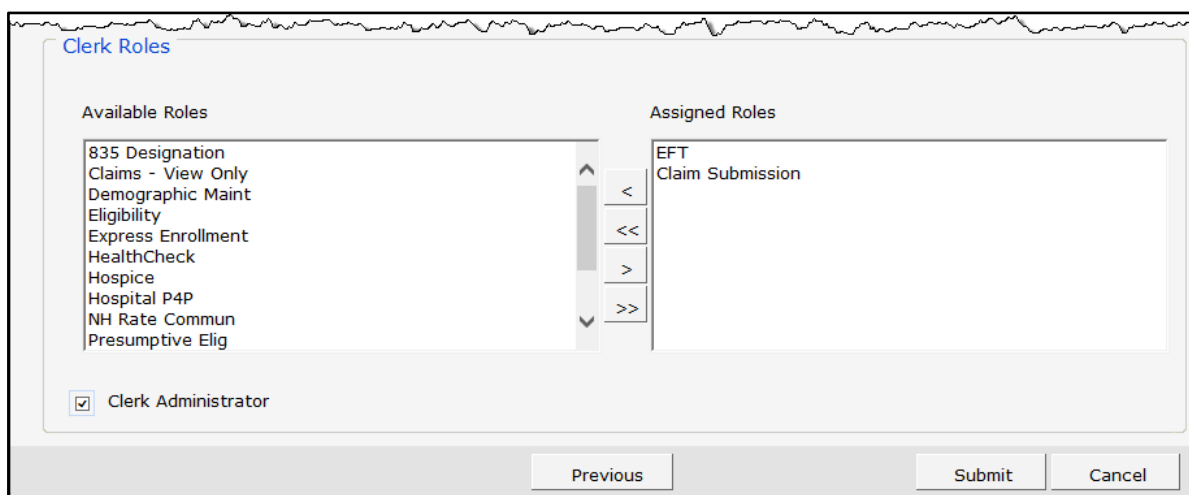 Clerk Roles
Available Roles
835 Designation
Claims - View Only
Demographic Maint
Eligibility
Express Enrollment
HealthCheck
Hospice
Hospital P4P
NH Rate Commun
Presumptive Elig
<
<<
>
>>
Assigned Roles
EFT
Claim Submission
Clerk Administrator
Previous
Submit
Cancel